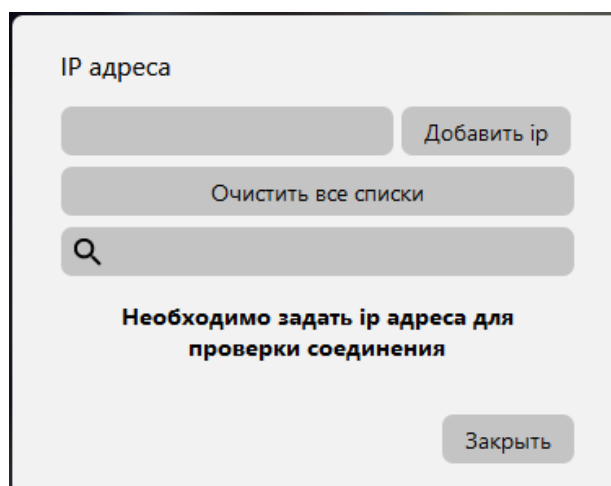 IP адреса
Добавить ip
Очистить все списки
Необходимо задать ip адреса для
проверки соединения
Закрыть